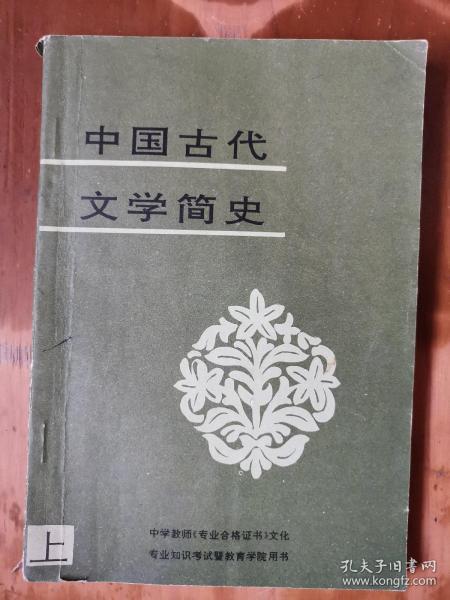 中国古代
文学简史
中学教师《专业合格证书》文化
专业知识考试暨教育学院用书
上
孔夫子旧书网
www.kongfz.com